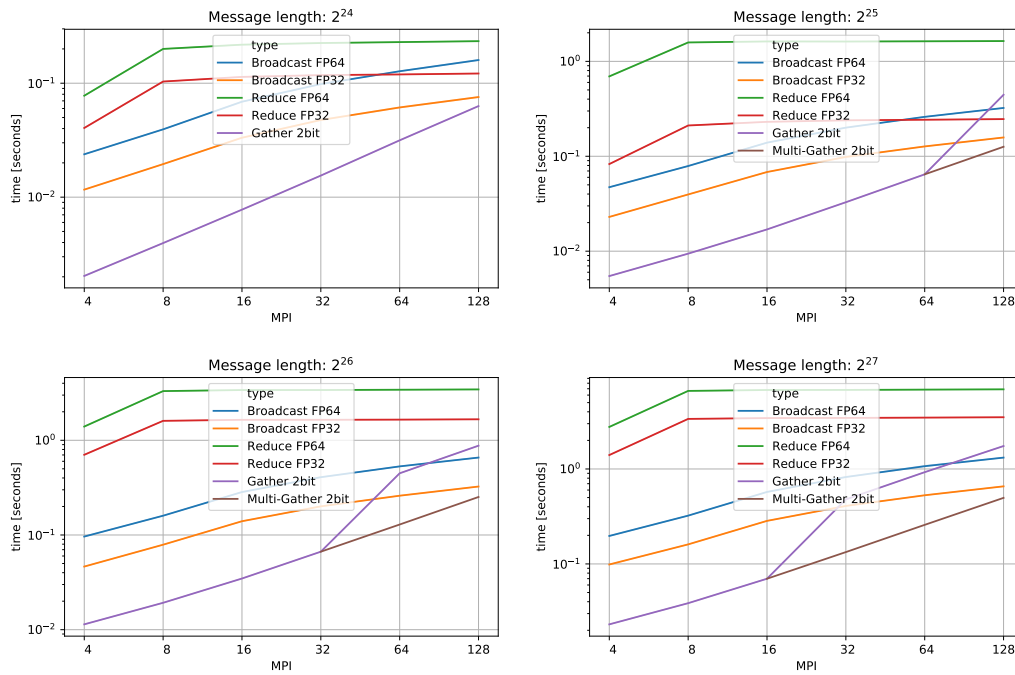 Message length: 2^24
time [seconds]
10^−1
10^−2
type
Broadcast FP64
Broadcast FP32
Reduce FP64
Reduce FP32
Gather 2bit
4 8 16 32 64 128
MPI
Message length: 2^25
time [seconds]
10^0
10^−1
10^−2
type
Broadcast FP64
Broadcast FP32
Reduce FP64
Reduce FP32
Gather 2bit
Multi-Gather 2bit
4 8 16 32 64 128
MPI
Message length: 2^26
time [seconds]
10^0
10^−1
10^−2
type
Broadcast FP64
Broadcast FP32
Reduce FP64
Reduce FP32
Gather 2bit
Multi-Gather 2bit
4 8 16 32 64 128
MPI
Message length: 2^27
time [seconds]
10^0
10^−1
type
Broadcast FP64
Broadcast FP32
Reduce FP64
Reduce FP32
Gather 2bit
Multi-Gather 2bit
4 8 16 32 64 128
MPI